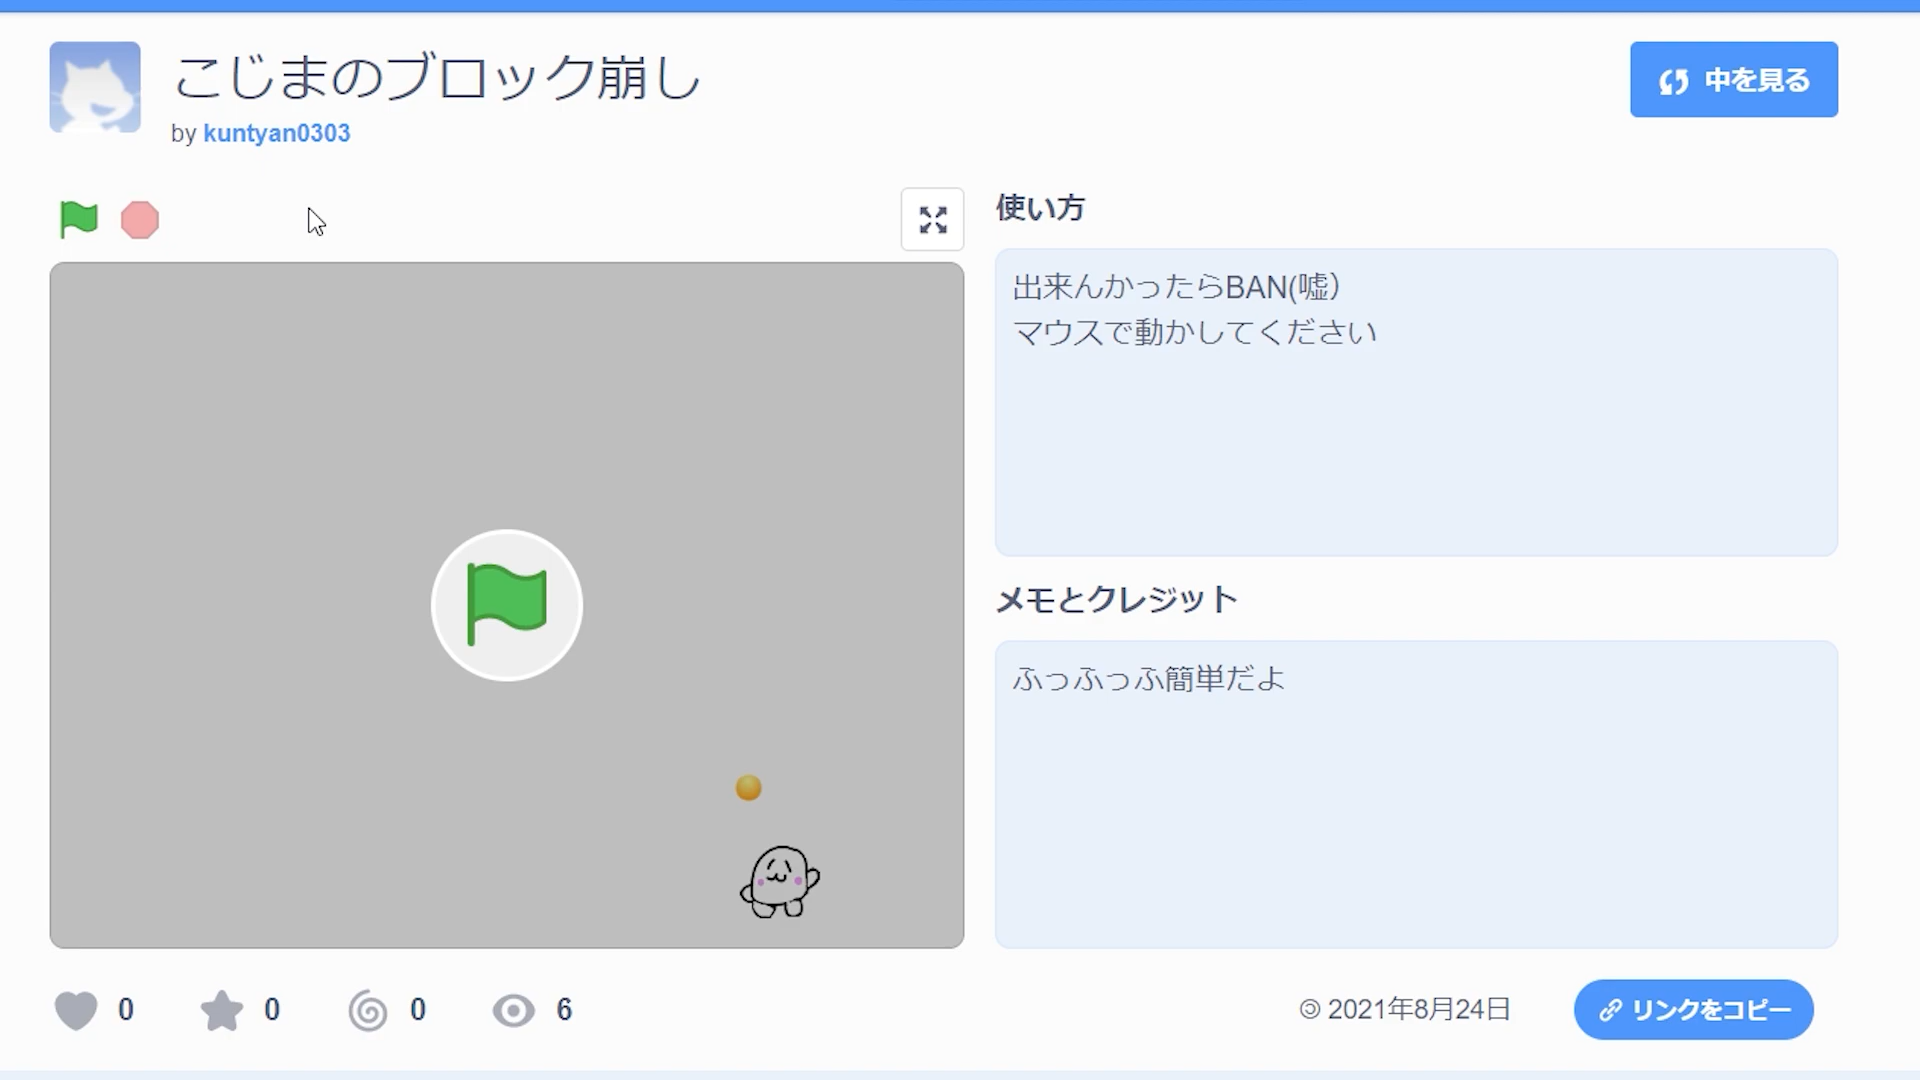 こじまのブロック崩し
by kuntyan0303
中を見る
使い方
出来んかったらBAN(嘘）
マウスで動かしてください
メモとクレジット
ふっふっふ簡単だよ
0
0
0
6
2021年8月24日
リンクをコピー